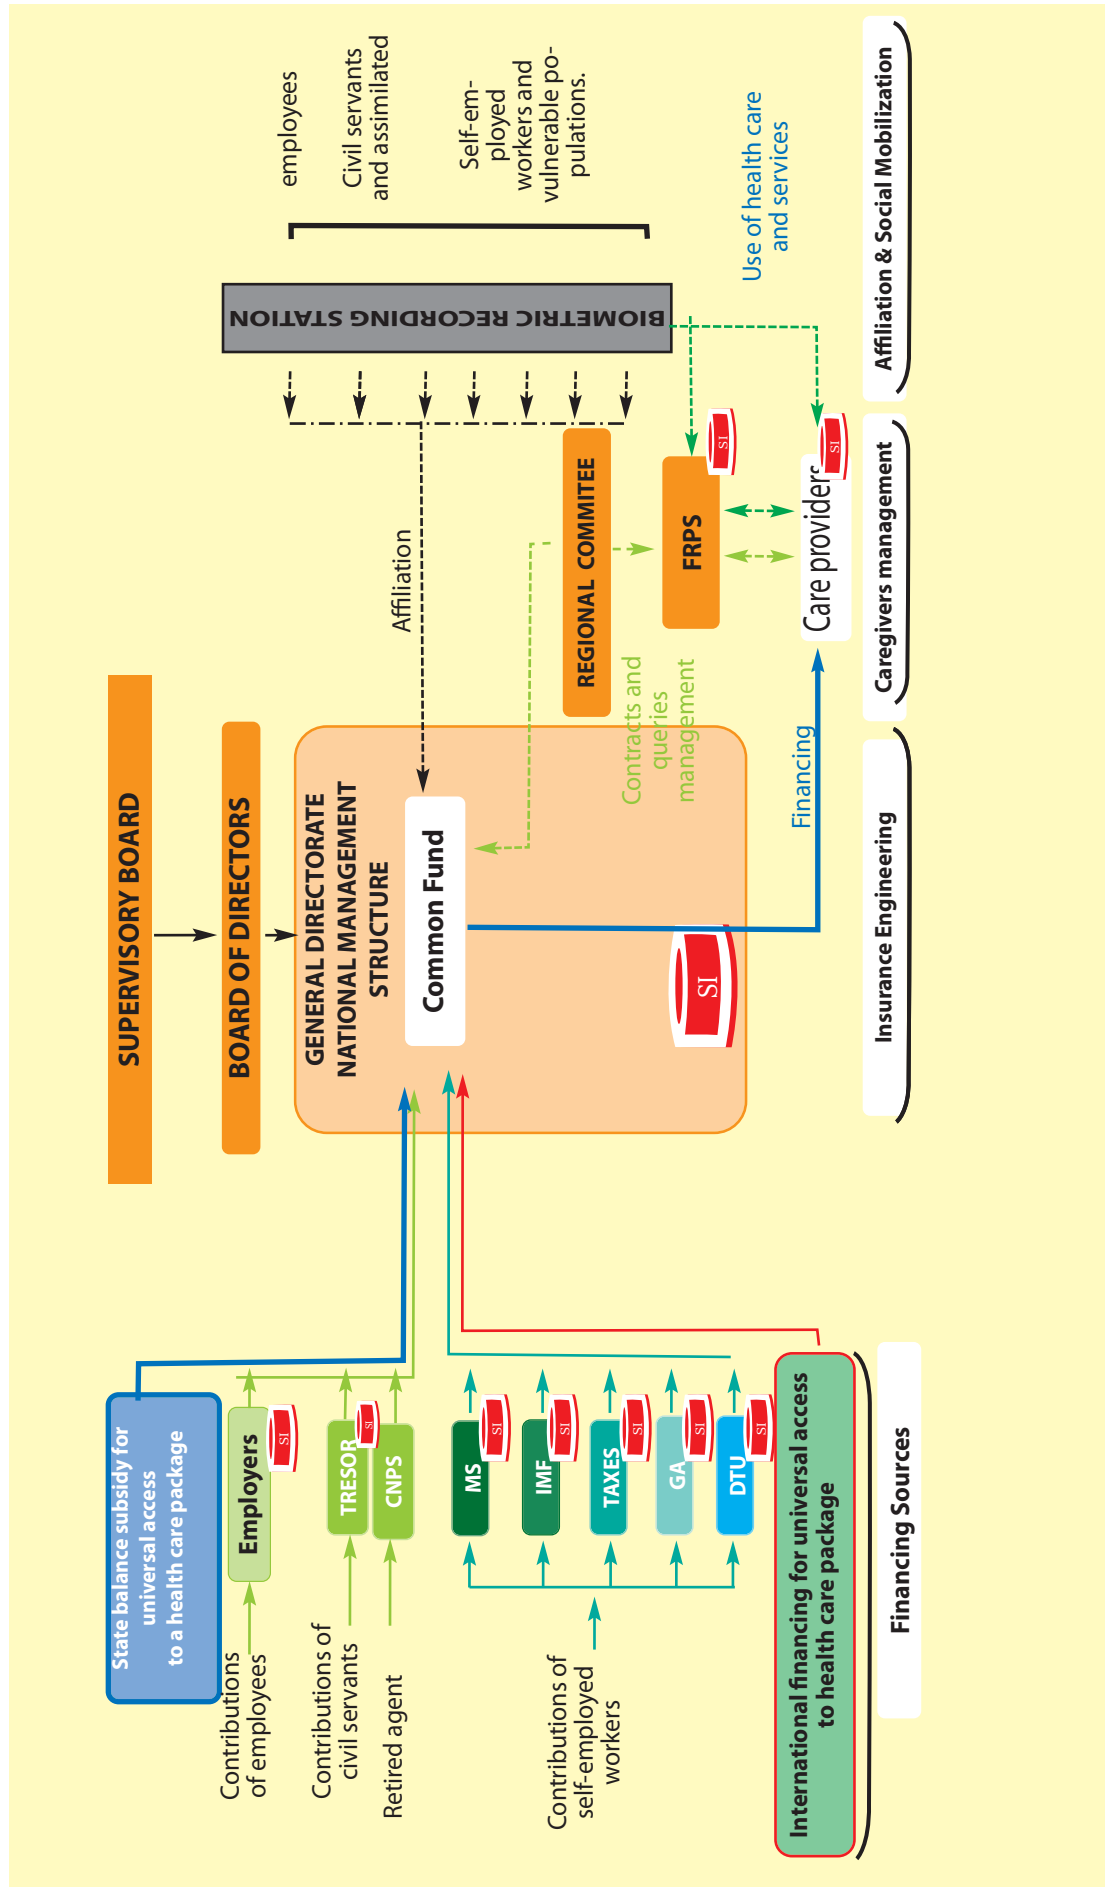 SUPERVISORY BOARD
BOARD OF DIRECTORS
GENERAL DIRECTORATE
NATIONAL MANAGEMENT
STRUCTURE
Common Fund
SI
State balance subsidy for
universal access
to a health care package
Contributions
of employees
Employers
SI
Contributions of
civil servants
TRESOR
SI
Retired agent
CNPS
Contributions of
self-employed
workers
MS
SI
IMF
SI
TAXES
SI
GA
SI
DTU
SI
International financing for universal access
to health care package
Affiliation
REGIONAL COMMITEE
Contracts and
queries
management
FRPS
SI
Financing
Care providers
SI
BIOMETRIC RECORDING STATION
employees
Civil servants
and assimilated
Self-em-
ployed
workers and
vulnerable po-
pulations.
Use of health care
and services
Financing Sources
Insurance Engineering
Caregivers management
Affiliation & Social Mobilization